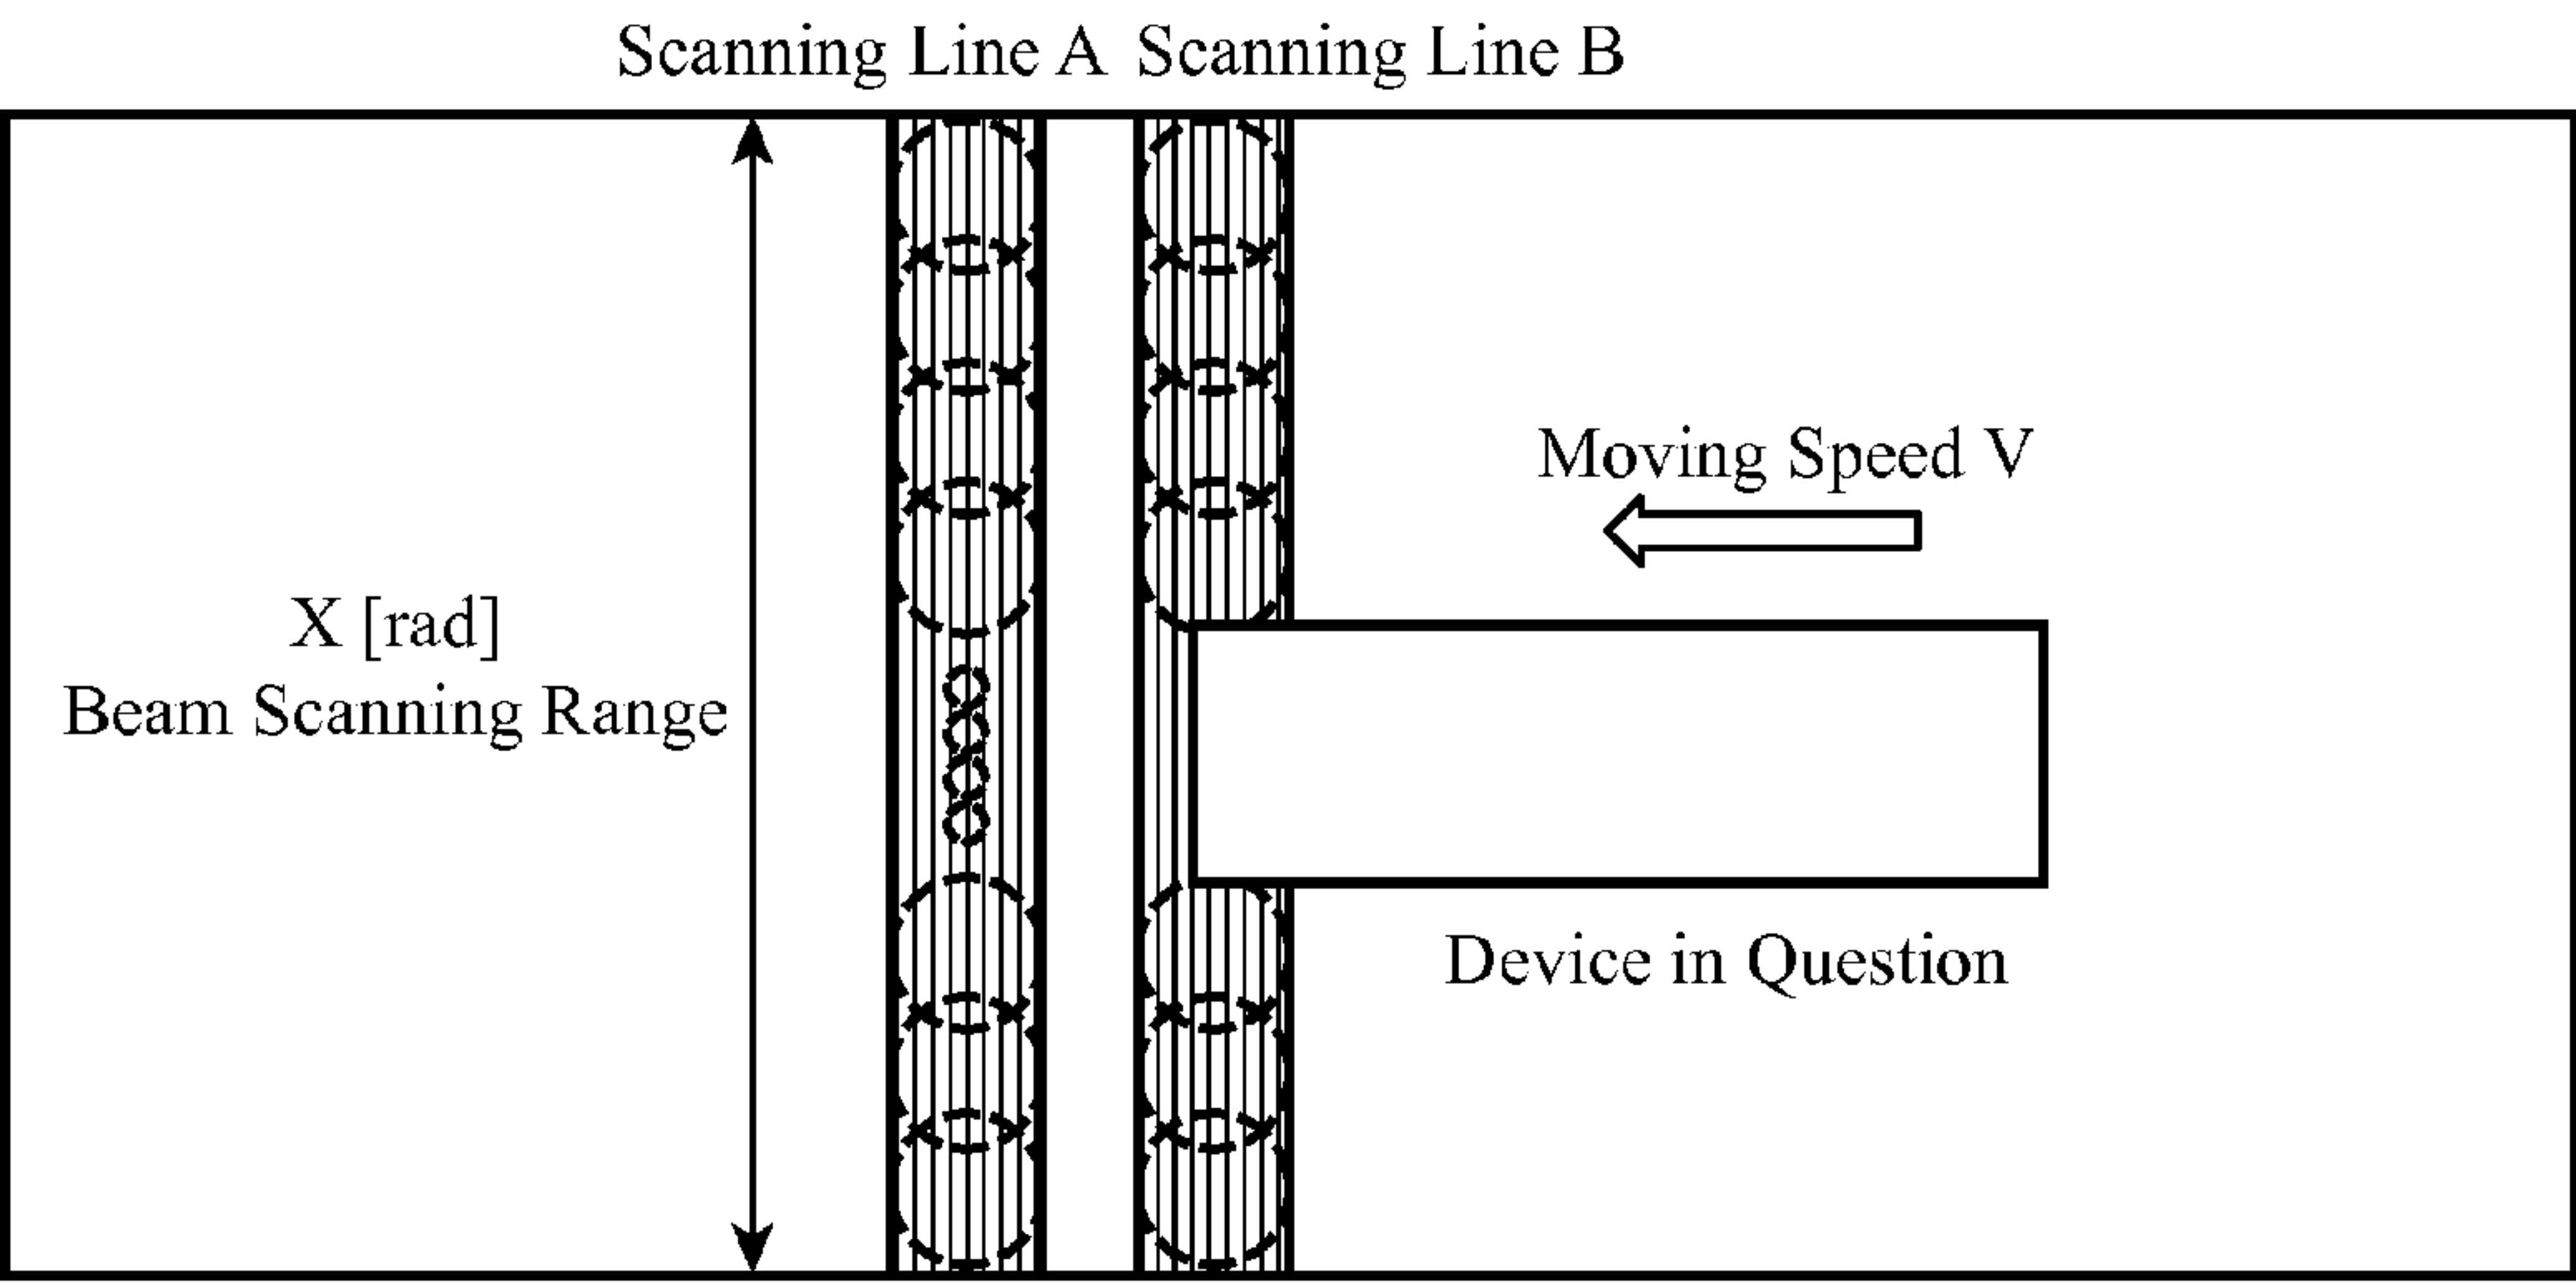 Scanning Line A Scanning Line B
Moving Speed V
X [rad]
Beam Scanning Range
Device in Question